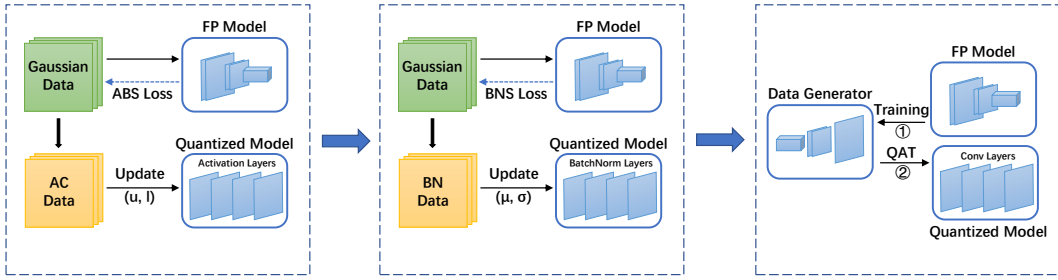 FP Model
Gaussian
Data
ABS Loss
Quantized Model
Activation Layers
AC
Data
Update
(u, l)
FP Model
Gaussian
Data
BNS Loss
Quantized Model
BatchNorm Layers
BN
Data
Update
(μ, σ)
FP Model
Data Generator
Training
①
QAT
②
Conv Layers
Quantized Model